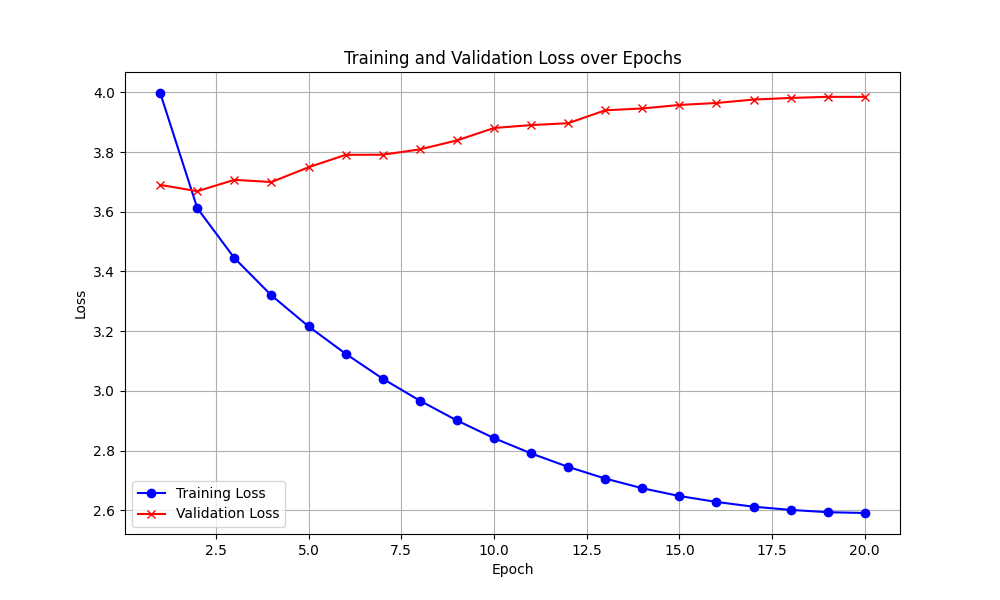 Training and Validation Loss over Epochs
4.0
3.8
3.6
3.4
3.2
3.0
2.8
2.6
Loss
Training Loss
Validation Loss
2.5 5.0 7.5 10.0 12.5 15.0 17.5 20.0
Epoch